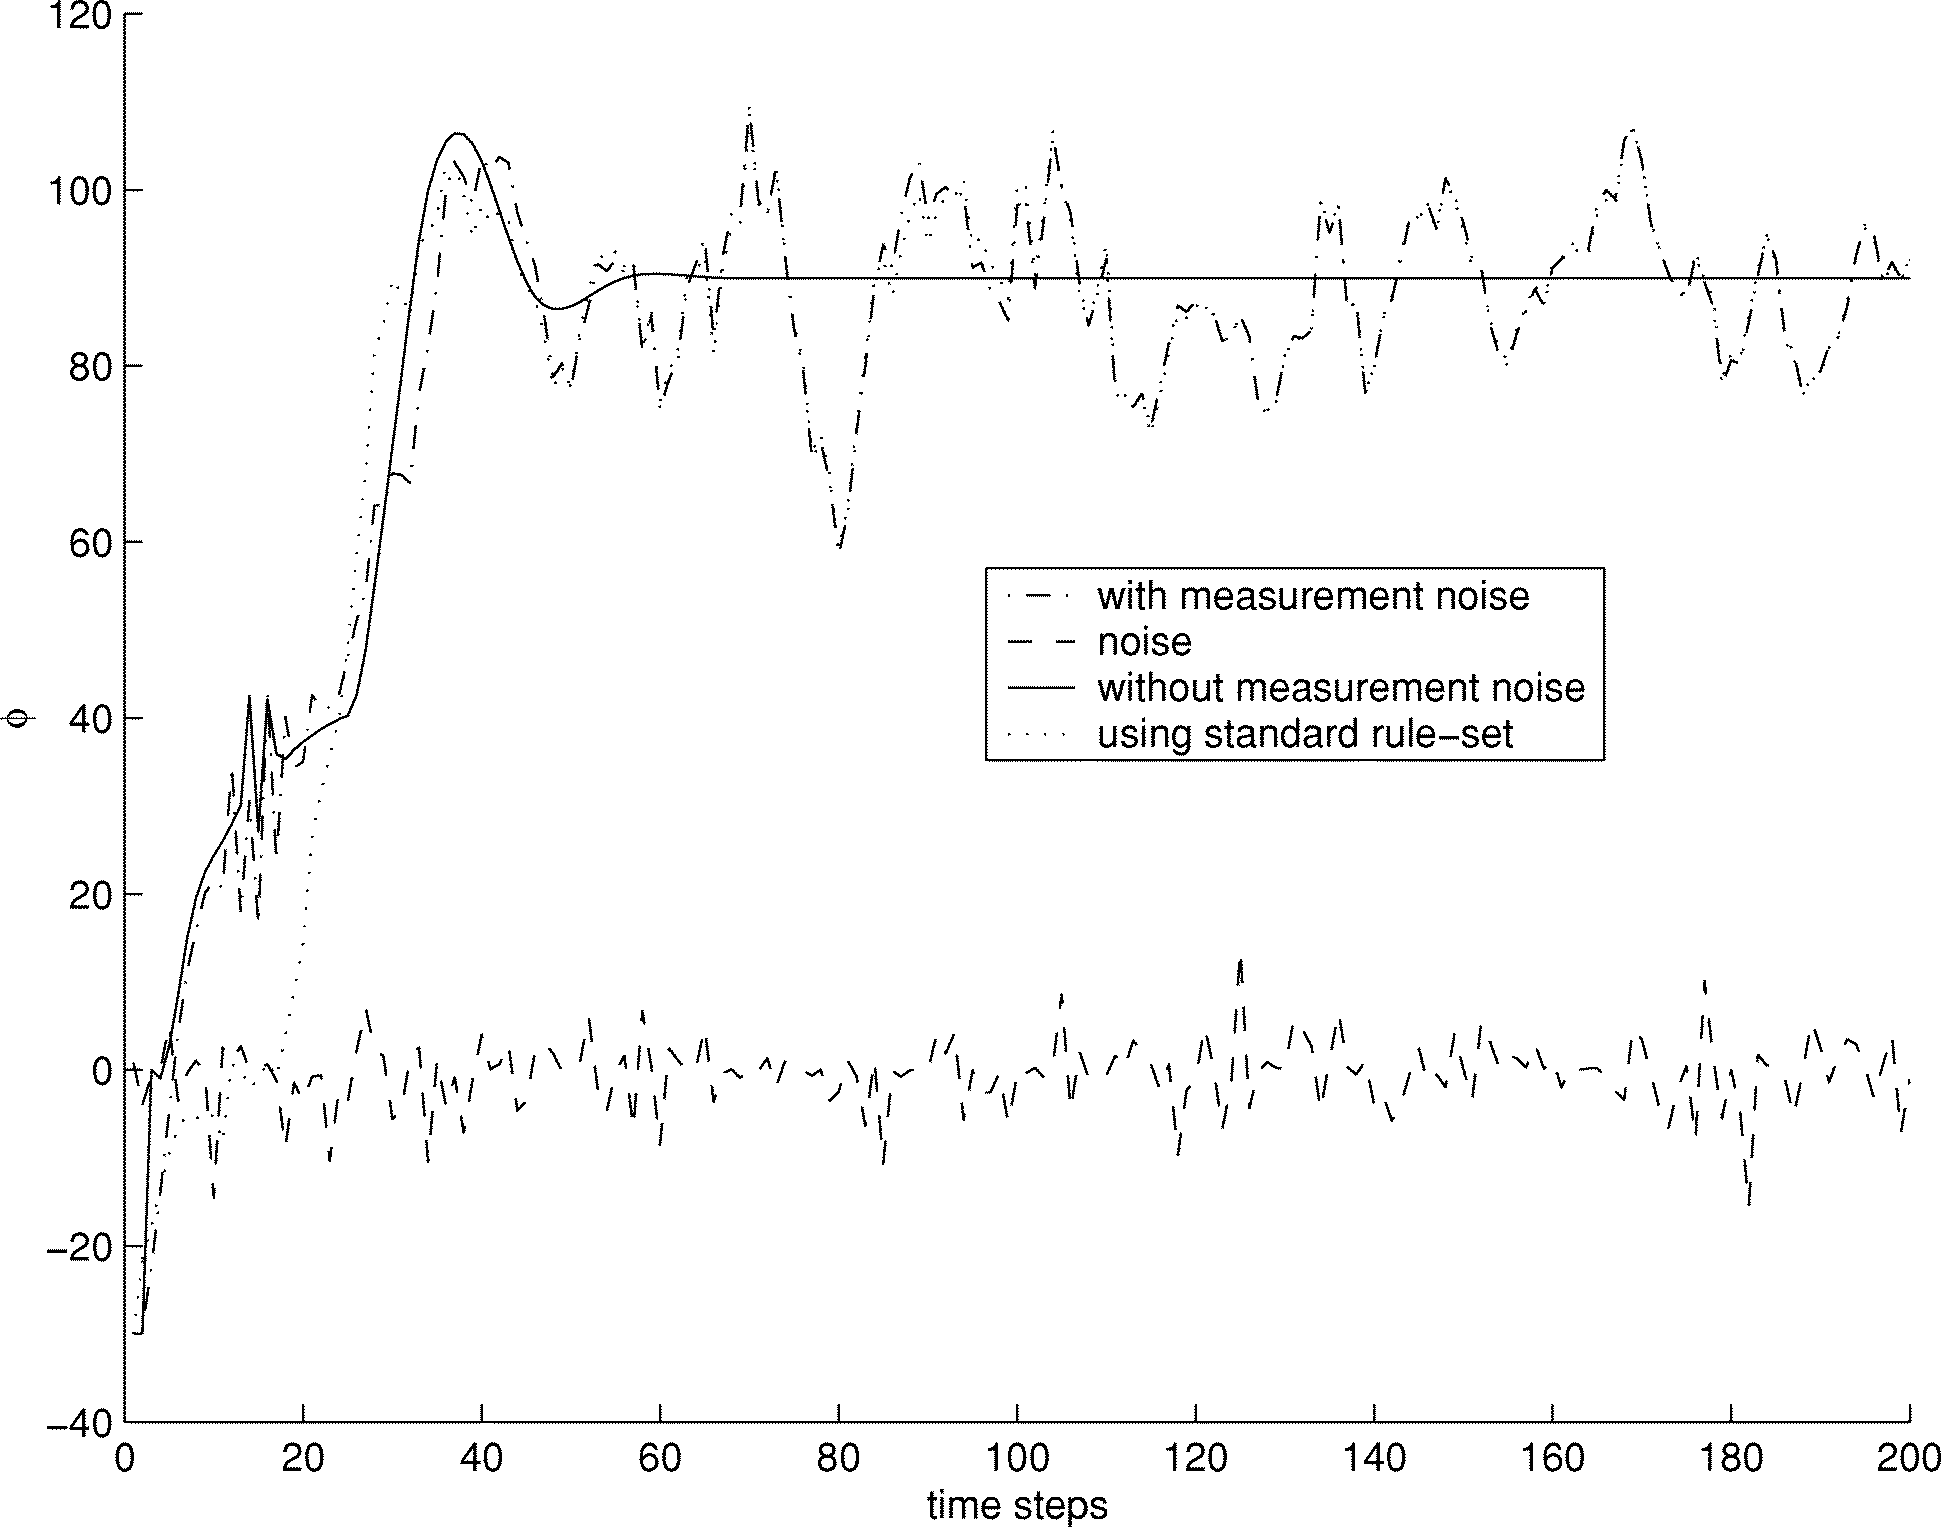 120
100
80
60
40
20
0
−20
−40
ϕ
with measurement noise
noise
without measurement noise
using standard rule−set
0 20 40 60 80 100 120 140 160 180 200
time steps